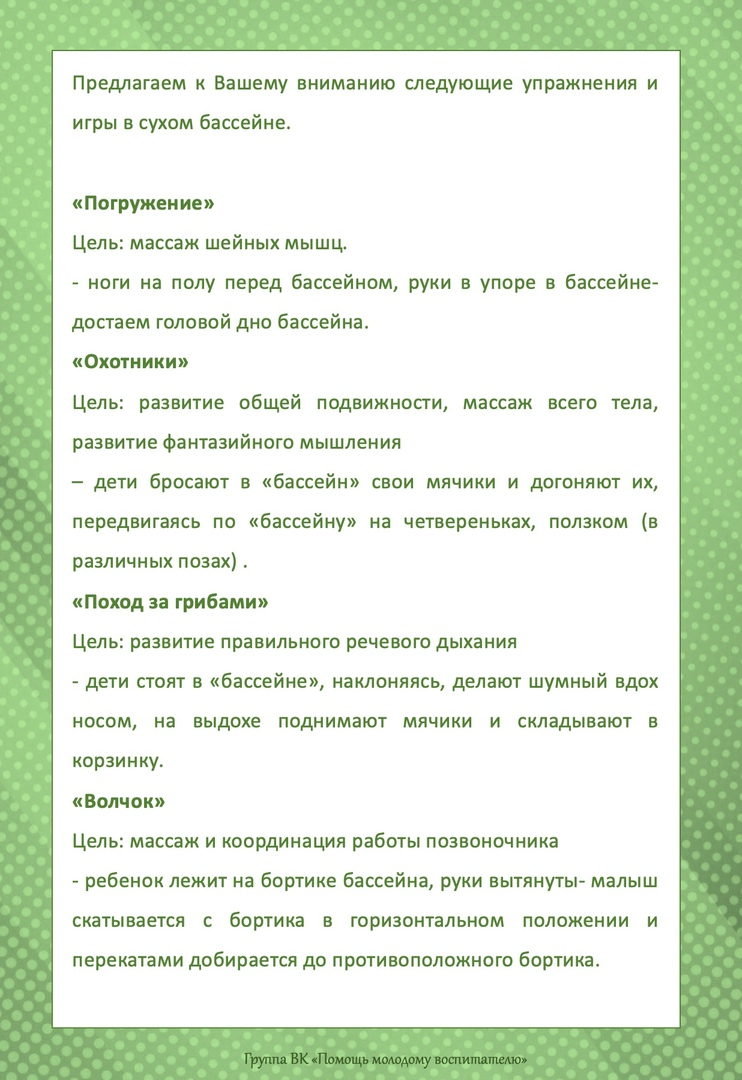 Предлагаем к Вашему вниманию следующие упражнения и
игры в сухом бассейне.
«Погружение»
Цель: массаж шейных мышц.
- ноги на полу перед бассейном, руки в упоре в бассейне-
достаем головой дно бассейна.
«Охотники»
Цель: развитие общей подвижности, массаж всего тела,
развитие фантазийного мышления
– дети бросают в «бассейн» свои мячики и догоняют их,
передвигаясь по «бассейну» на четвереньках, ползком (в
различных позах) .
«Поход за грибами»
Цель: развитие правильного речевого дыхания
- дети стоят в «бассейне», наклоняясь, делают шумный вдох
носом, на выдохе поднимают мячики и складывают в
корзинку.
«Волчок»
Цель: массаж и координация работы позвоночника
- ребенок лежит на бортике бассейна, руки вытянуты- малыш
скатывается с бортика в горизонтальном положении и
перекатами добирается до противоположного бортика.
Группа ВК «Помощь молодому воспитателю»